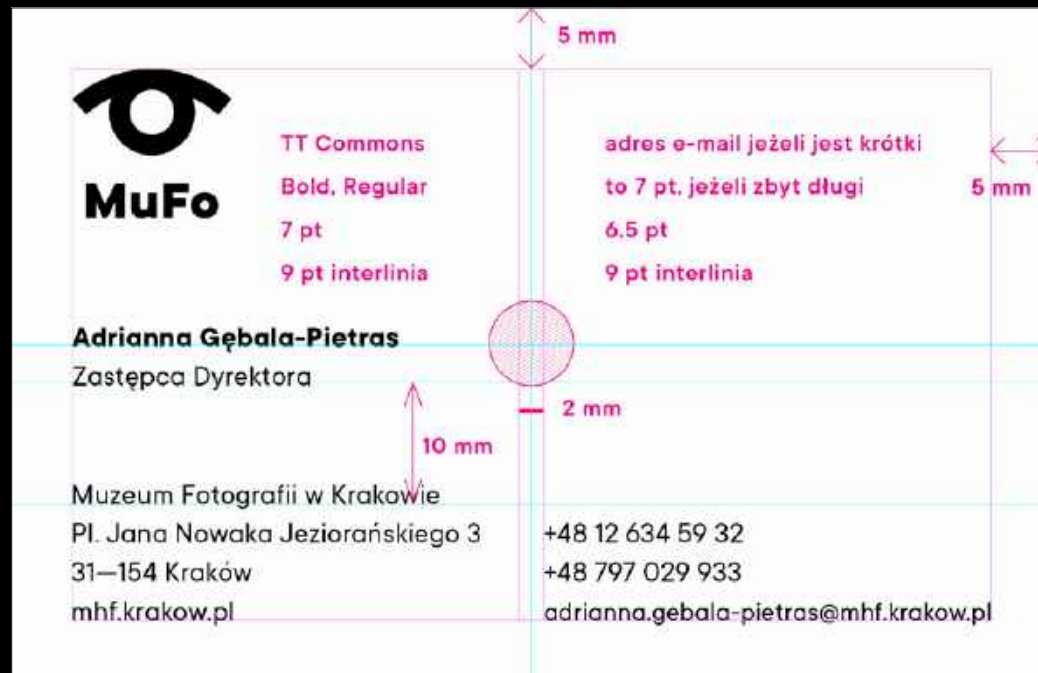 5 mm
MuFo
TT Commons
Bold, Regular
7 pt
9 pt interlinia
adres e-mail jeżeli jest krótki
to 7 pt. jeżeli zbyt długi
6.5 pt
9 pt interlinia
5 mm
Adrianna Gębala-Pietras
Zastępca Dyrektora
2 mm
10 mm
Muzeum Fotografii w Krakowie
Pl. Jana Nowaka Jeziorańskiego 3
31—154 Kraków
mhf.krakow.pl
+48 12 634 59 32
+48 797 029 933
adrianna.gebala-pietras@mhf.krakow.pl